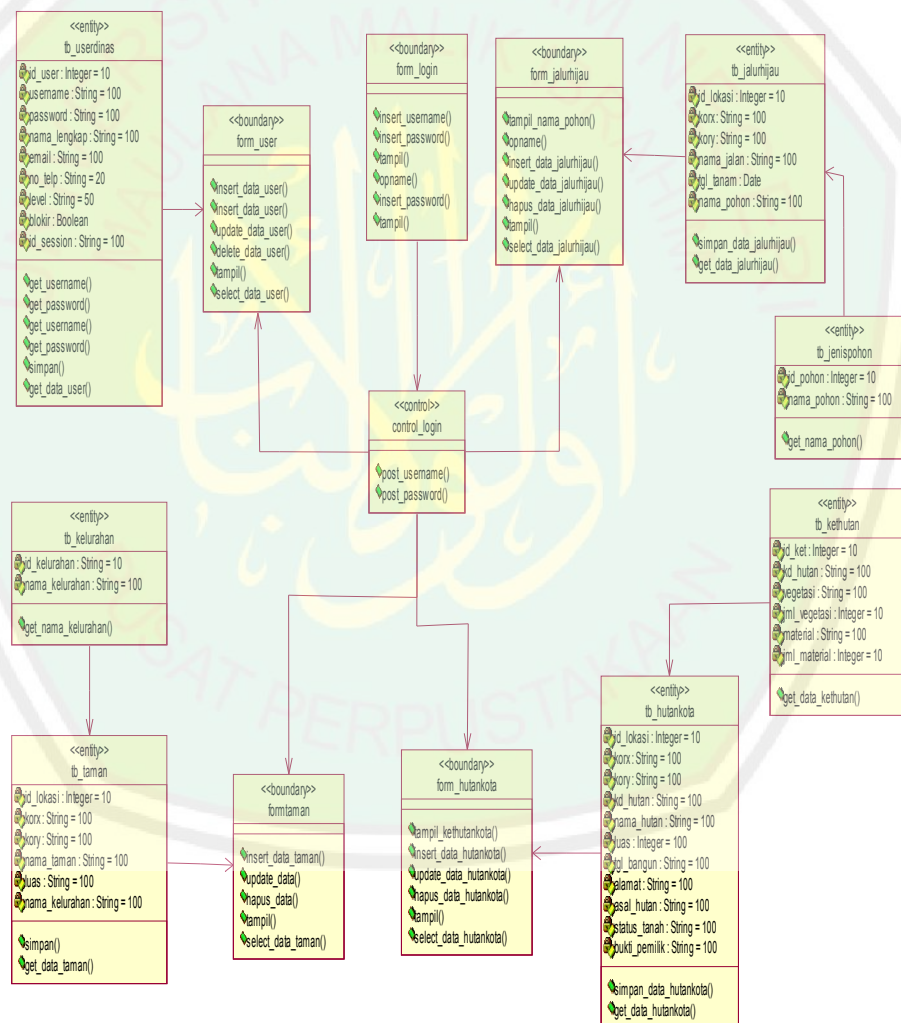 <<entity>>
tb_userdinas
id_user : Integer = 10
username : String = 100
password : String = 100
nama_lengkap : String = 100
email : String = 100
no_telp : String = 20
level : String = 50
blokir : Boolean
id_session : String = 100
get_username()
get_password()
get_username()
get_password()
simpan()
get_data_user()
<<boundary>>
form_user
insert_data_user()
insert_data_user()
update_data_user()
delete_data_user()
tampil()
select_data_user()
<<boundary>>
form_login
insert_username()
insert_password()
tampil()
opname()
insert_password()
tampil()
<<boundary>>
form_jalurhijau
tampil_nama_pohon()
opname()
insert_data_jalurhijau()
update_data_jalurhijau()
hapus_data_jalurhijau()
tampil()
select_data_jalurhijau()
<<entity>>
tb_jalurhijau
id_lokasi : Integer = 10
korx : String = 100
kory : String = 100
nama_jalan : String = 100
tgl_tanam : Date
nama_pohon : String = 100
simpan_data_jalurhijau()
get_data_jalurhijau()
<<entity>>
tb_jenispohon
id_pohon : Integer = 10
nama_pohon : String = 100
get_nama_pohon()
<<control>>
control_login
post_username()
post_password()
<<entity>>
tb_kelurahan
id_kelurahan : String = 10
nama_kelurahan : String = 100
get_nama_kelurahan()
<<entity>>
tb_kethutan
id_ket : Integer = 10
kd_hutan : String = 100
vegetasi : String = 100
jml_vegetasi : Integer = 10
material : String = 100
jml_material : Integer = 10
get_data_kethutan()
<<entity>>
tb_taman
id_lokasi : Integer = 10
korx : String = 100
kory : String = 100
nama_taman : String = 100
luas : String = 100
nama_kelurahan : String = 100
simpan()
get_data_taman()
<<boundary>>
formtaman
insert_data_taman()
update_data()
hapus_data()
tampil()
select_data_taman()
<<boundary>>
form_hutankota
tampil_kethutankota()
insert_data_hutankota()
update_data_hutankota()
hapus_data_hutankota()
tampil()
select_data_hutankota()
<<entity>>
tb_hutankota
id_lokasi : Integer = 10
korx : String = 100
kory : String = 100
kd_hutan : String = 100
nama_hutan : String = 100
luas : Integer = 100
tgl_bangun : String = 100
alamat : String = 100
asal_hutan : String = 100
status_tanah : String = 100
bukti_pemilik : String = 100
simpan_data_hutankota()
get_data_hutankota()
PUSAT PERPUSTAKAAN